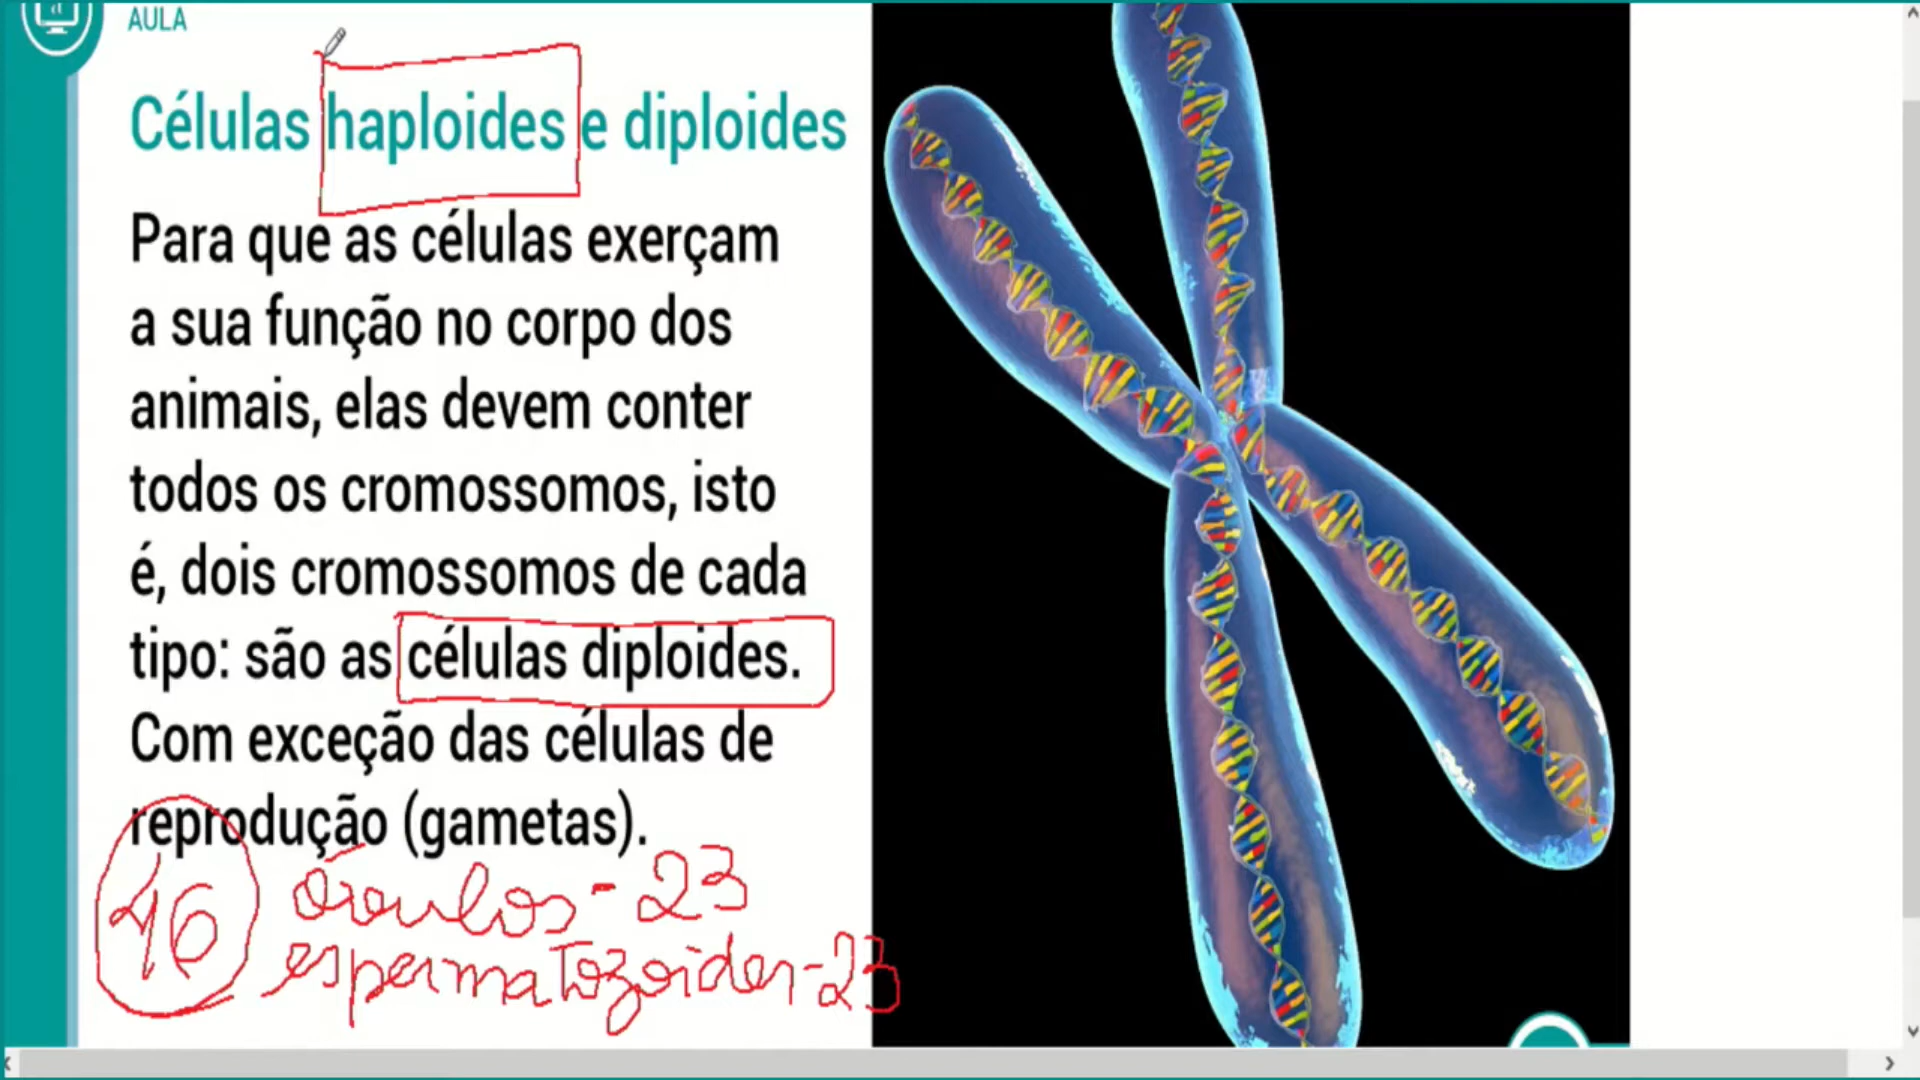 AULA
Células haploides e diploides
Para que as células exerçam
a sua função no corpo dos
animais, elas devem conter
todos os cromossomos, isto
é, dois cromossomos de cada
tipo: são as células diploides.
Com exceção das células de
reprodução (gametas).
46 óvulos - 23
espermatozoides - 23